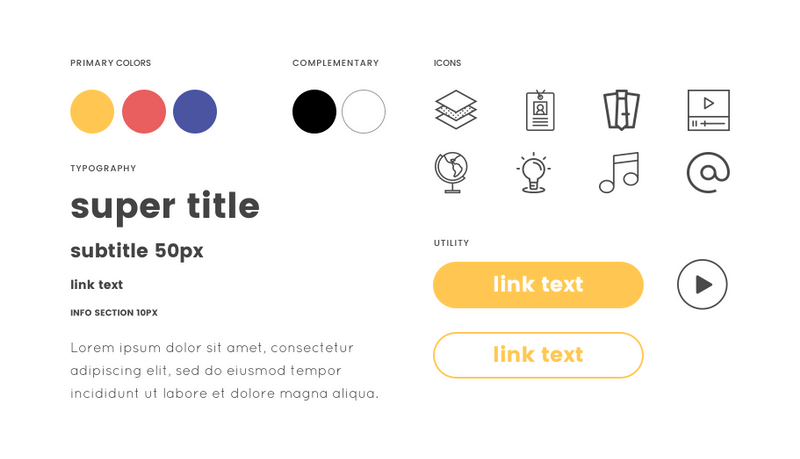 PRIMARY COLORS
COMPLEMENTARY
ICONS
TYPOGRAPHY
super title
subtitle 50px
link text
INFO SECTION 10PX
Lorem ipsum dolor sit amet, consectetur
adipiscing elit, sed do eiusmod tempor
incididunt ut labore et dolore magna aliqua.
UTILITY
link text
link text